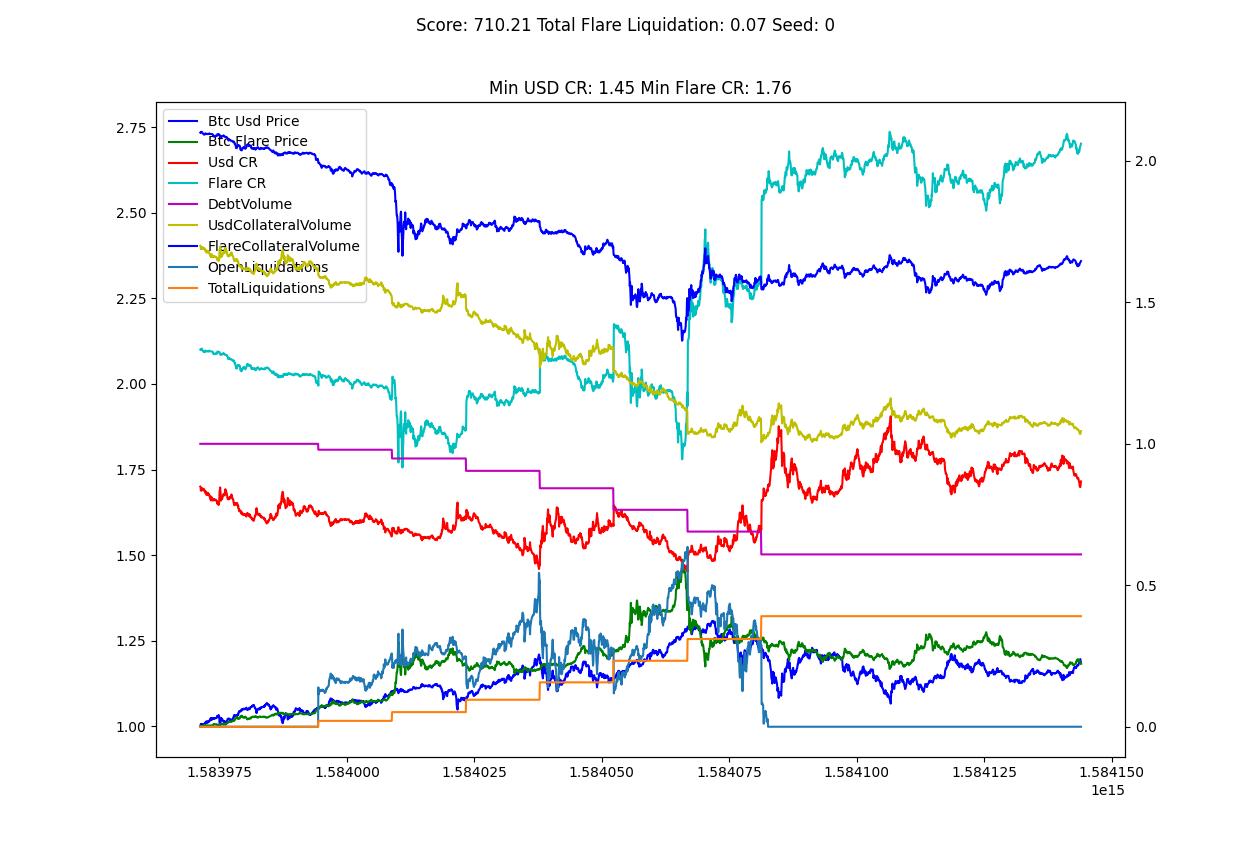 Score: 710.21 Total Flare Liquidation: 0.07 Seed: 0
Min USD CR: 1.45 Min Flare CR: 1.76
Btc Usd Price
Btc Flare Price
Usd CR
Flare CR
DebtVolume
UsdCollateralVolume
FlareCollateralVolume
OpenLiquidations
TotalLiquidations
2.75
2.50
2.25
2.00
1.75
1.50
1.25
1.00
2.0
1.5
1.0
0.5
0.0
1.583975
1.584000
1.584025
1.584050
1.584075
1.584100
1.584125
1.584150
1e15